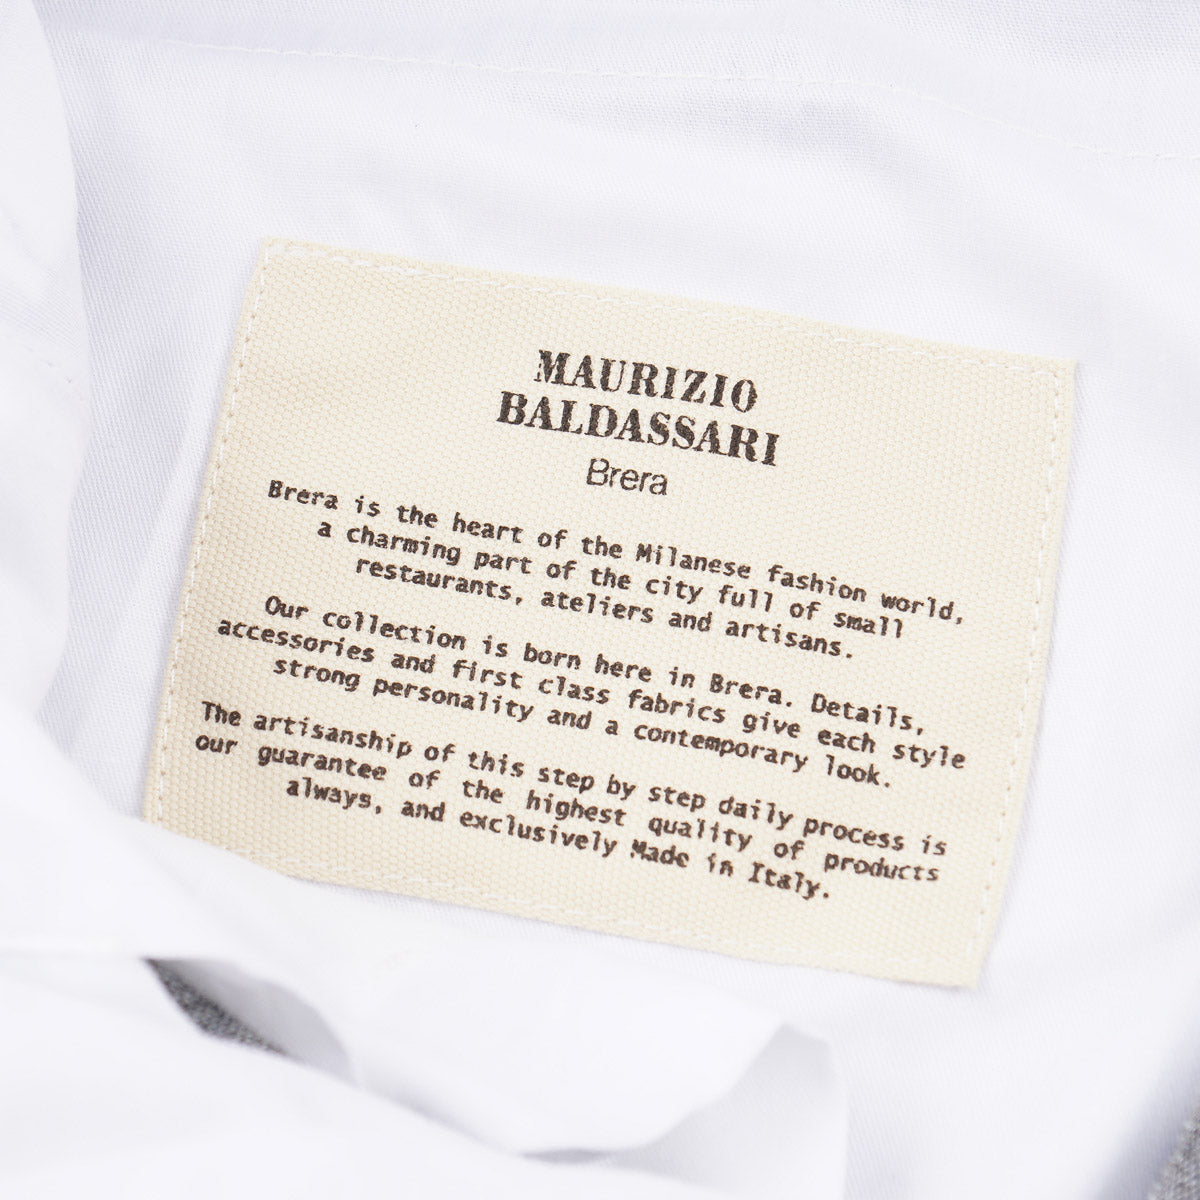 MAURIZIO
BALDASSARI
Brera
Brera is the heart of the Milanese fashion world,
a charming part of the city full of small
restaurants, ateliers and artisans.
Our collection is born here in Brera. Details,
accessories and first class fabrics give each style
strong personality and a contemporary look.
The artisanship of this step by step daily process is
our guarantee of the highest quality of products
always, and exclusively Made in Italy.